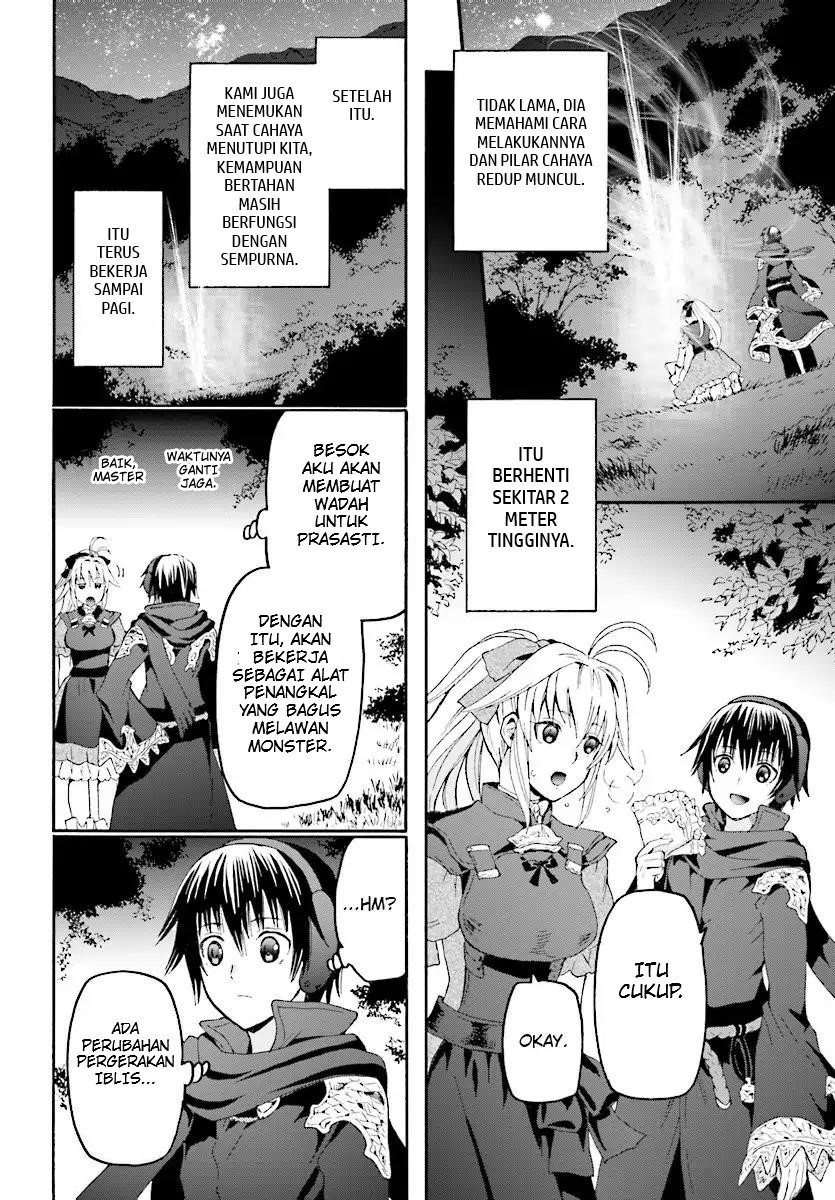 TIDAK LAMA, DIA
MEMAHAMI CARA
MELAKUKANNYA
DAN PILAR CAHAYA
REDUP MUNCUL.
ITU
BERHENTI
SEKITAR 2
METER
TINGGINYA.
ITU
CUKUP.
OKAY.
SETELAH
ITU.
KAMI JUGA
MENEMUKAN
SAAT CAHAYA
MENUTUPI KITA,
KEMAMPUAN
BERTAHAN
MASIH
BERFUNGSI
DENGAN
SEMPURNA.
ITU
TERUS
BEKERJA
SAMPAI
PAGI.
BESOK
AKU AKAN
MEMBUAT
WADAH
UNTUK
PRASASTI.
DENGAN
ITU, AKAN
BEKERJA
SEBAGAI ALAT
PENANGKAL
YANG BAGUS
MELAWAN
MONSTER.
WAKTUNYA
GANTI
JAGA.
BAIK,
MASTER
...HM?
ADA
PERUBAHAN
PERGERAKAN
IBLIS...